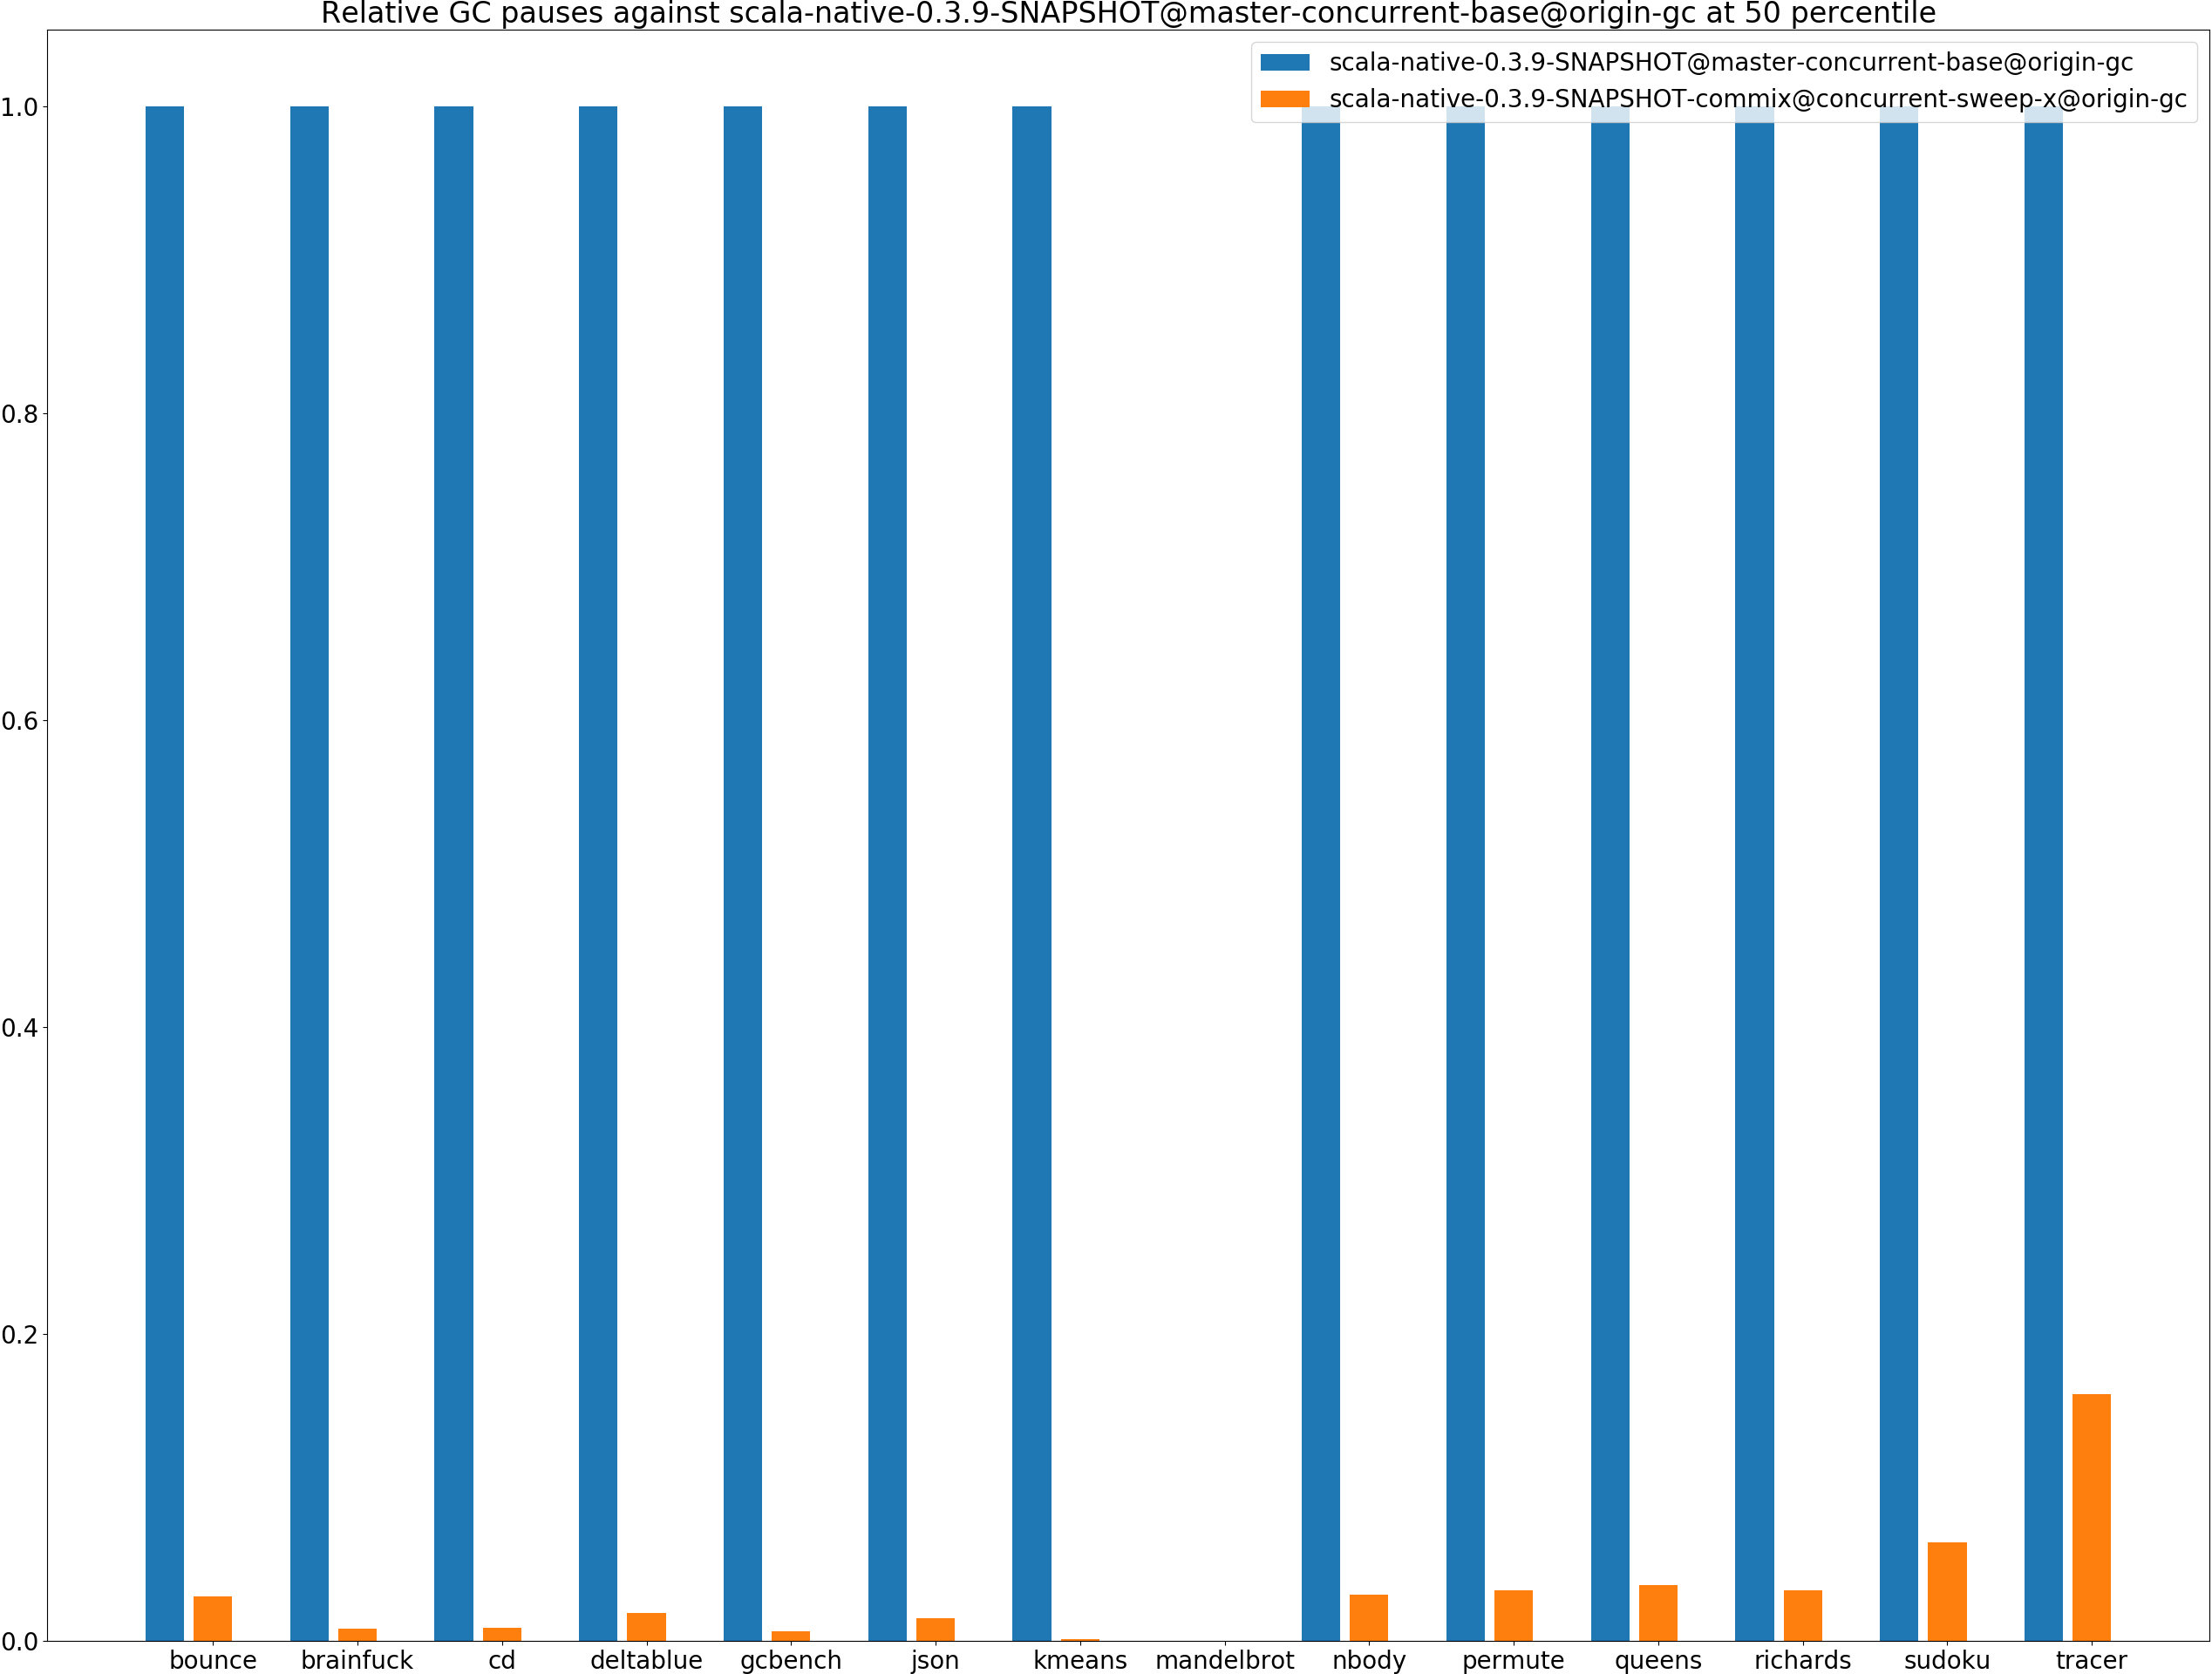 Relative GC pauses against scala-native-0.3.9-SNAPSHOT@master-concurrent-base@origin-gc at 50 percentile
scala-native-0.3.9-SNAPSHOT@master-concurrent-base@origin-gc
scala-native-0.3.9-SNAPSHOT-commix@concurrent-sweep-x@origin-gc
1.0
0.8
0.6
0.4
0.2
0.0
bounce brainfuck cd deltablue gcbench json kmeans mandelbrot nbody permute queens richards sudoku tracer